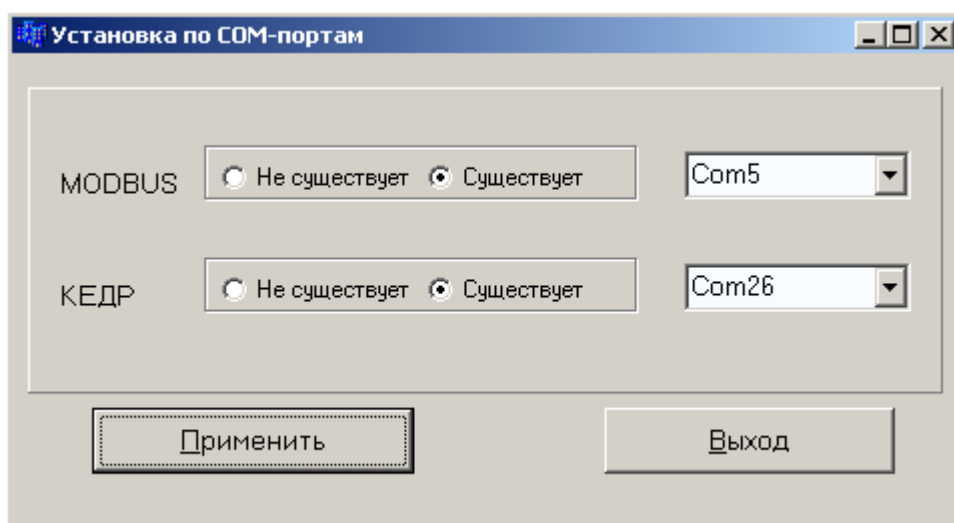 Установка по COM-портам
MODBUS Не существует Существует Com5
КЕДР Не существует Существует Com26
Применить Выход